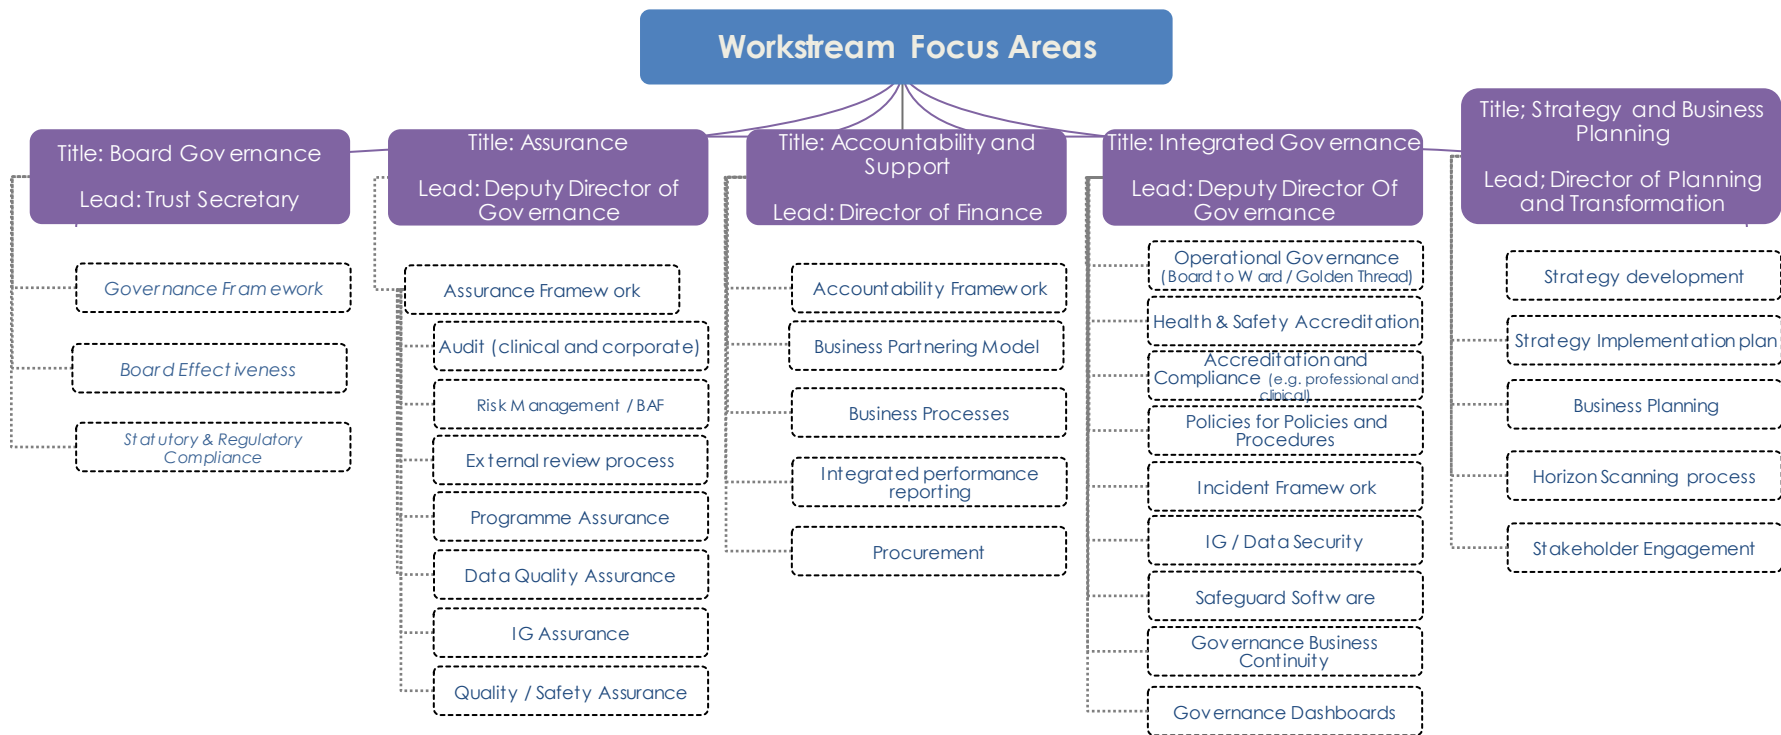 Workstream Focus Areas
Title: Board Governance
Lead: Trust Secretary
Governance Framework
Board Effectiveness
Statutory & Regulatory
Compliance
Title: Assurance
Lead: Deputy Director of
Governance
Assurance Framework
Audit (clinical and corporate)
Risk Management / BAF
External review process
Programme Assurance
Data Quality Assurance
IG Assurance
Quality / Safety Assurance
Title: Accountability and
Support
Lead: Director of Finance
Accountability Framework
Business Partnering Model
Business Processes
Integrated performance
reporting
Procurement
Title: Integrated Governance
Lead: Deputy Director Of
Governance
Operational Governance
(Board to Ward / Golden Thread)
Health & Safety Accreditation
Accreditation and
Compliance (e.g. professional and
clinical)
Policies for Policies and
Procedures
Incident Framework
IG / Data Security
Safeguard Software
Governance Business
Continuity
Governance Dashboards
Title; Strategy and Business
Planning
Lead; Director of Planning
and Transformation
Strategy development
Strategy Implementation plan
Business Planning
Horizon Scanning process
Stakeholder Engagement